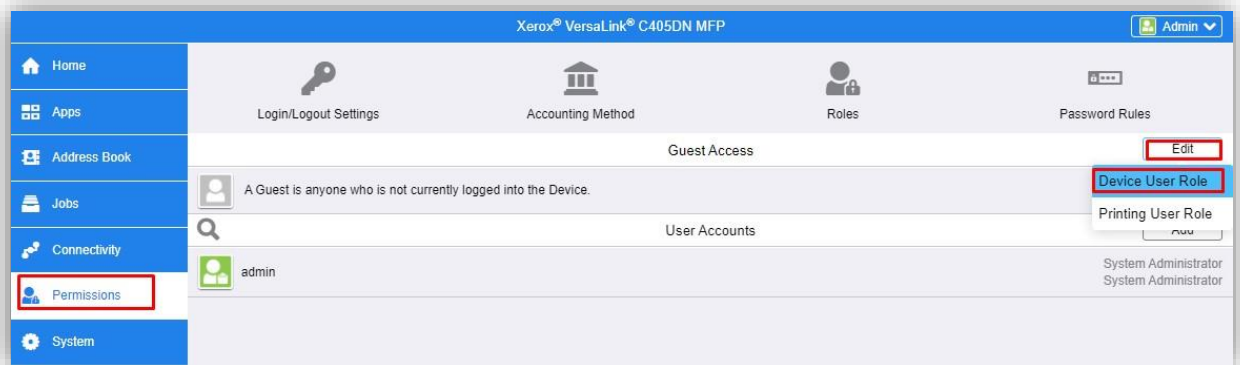 Xerox® VersaLink® C405DN MFP
Admin
Home
Apps
Address Book
Jobs
Connectivity
Permissions
System
Login/Logout Settings
Accounting Method
Roles
Password Rules
Guest Access
Edit
A Guest is anyone who is not currently logged into the Device.
Device User Role
Printing User Role
User Accounts
Add
admin
System Administrator
System Administrator